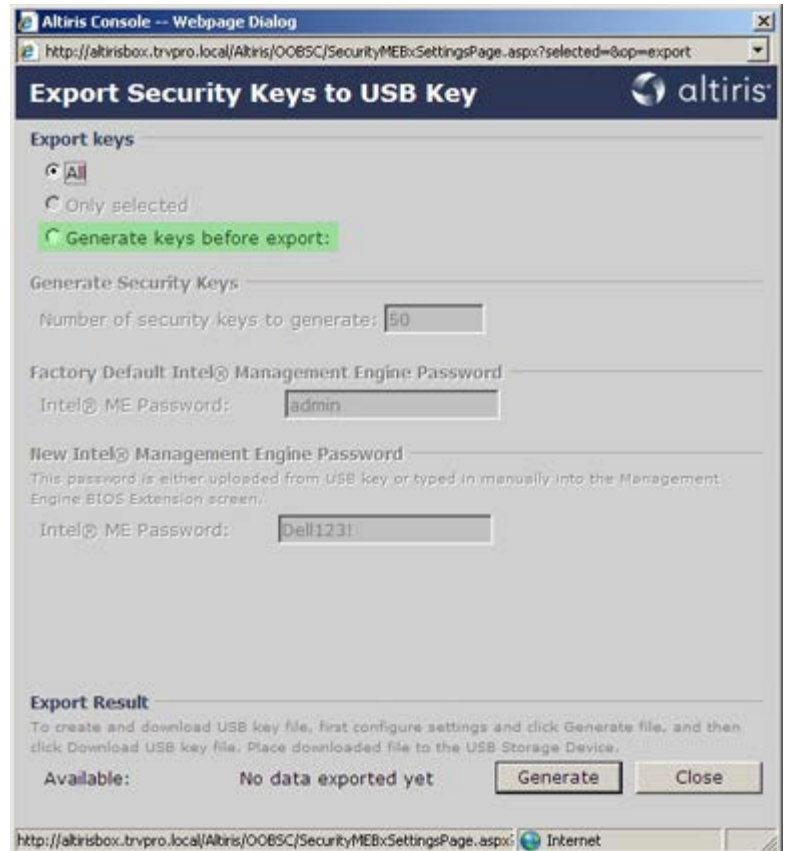 Altiris Console -- Webpage Dialog
http://altirisbox.trvpro.local/Altiris/OOBSC/SecurityMEBxSettingsPage.aspx?selected=&op=export
Export Security Keys to USB Key
altiris
Export keys
All
Only selected
Generate keys before export:
Generate Security Keys
Number of security keys to generate: 50
Factory Default Intel® Management Engine Password
Intel® ME Password: admin
New Intel® Management Engine Password
This password is either uploaded from USB key or typed in manually into the Management
Engine BIOS Extension screen.
Intel® ME Password: Dell123!
Export Result
To create and download USB key file, first configure settings and click Generate file, and then
click Download USB key file. Place downloaded file to the USB Storage Device.
Available: No data exported yet Generate Close
http://altirisbox.trvpro.local/Altiris/OOBSC/SecurityMEBxSettingsPage.aspx? Internet